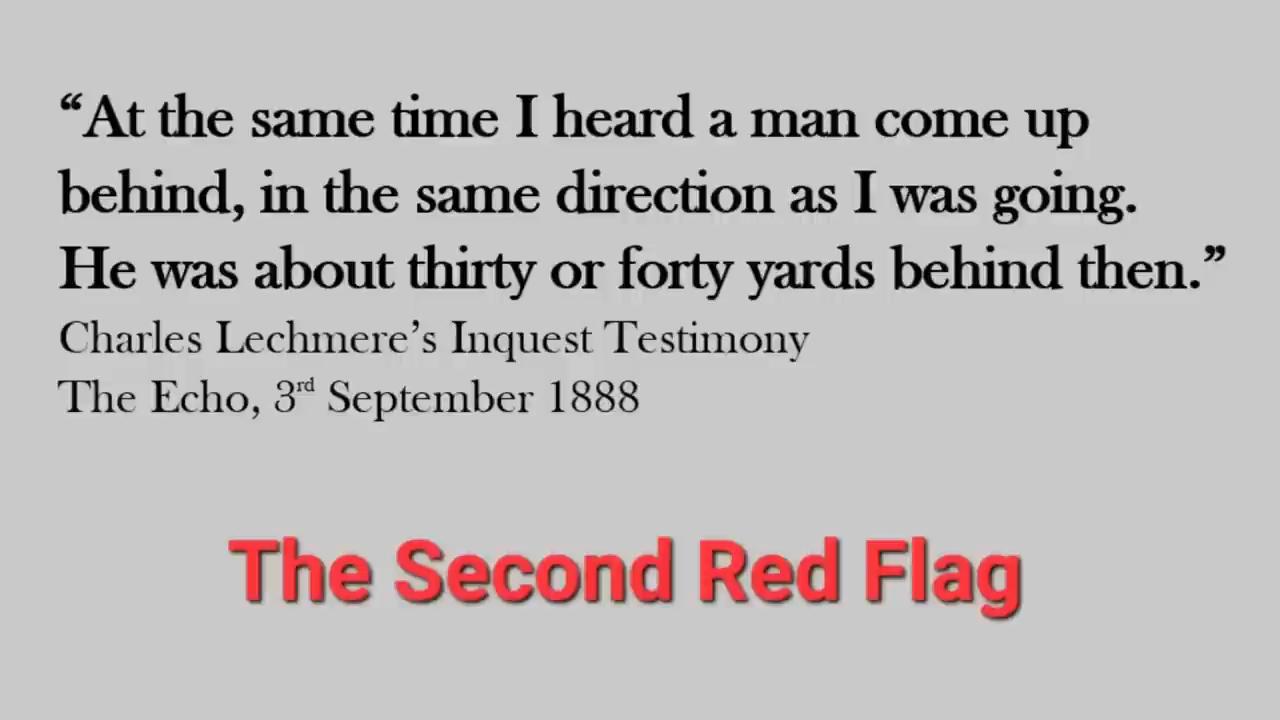 “At the same time I heard a man come up
behind, in the same direction as I was going.
He was about thirty or forty yards behind then.”
Charles Lechmere’s Inquest Testimony
The Echo, 3rd September 1888
The Second Red Flag